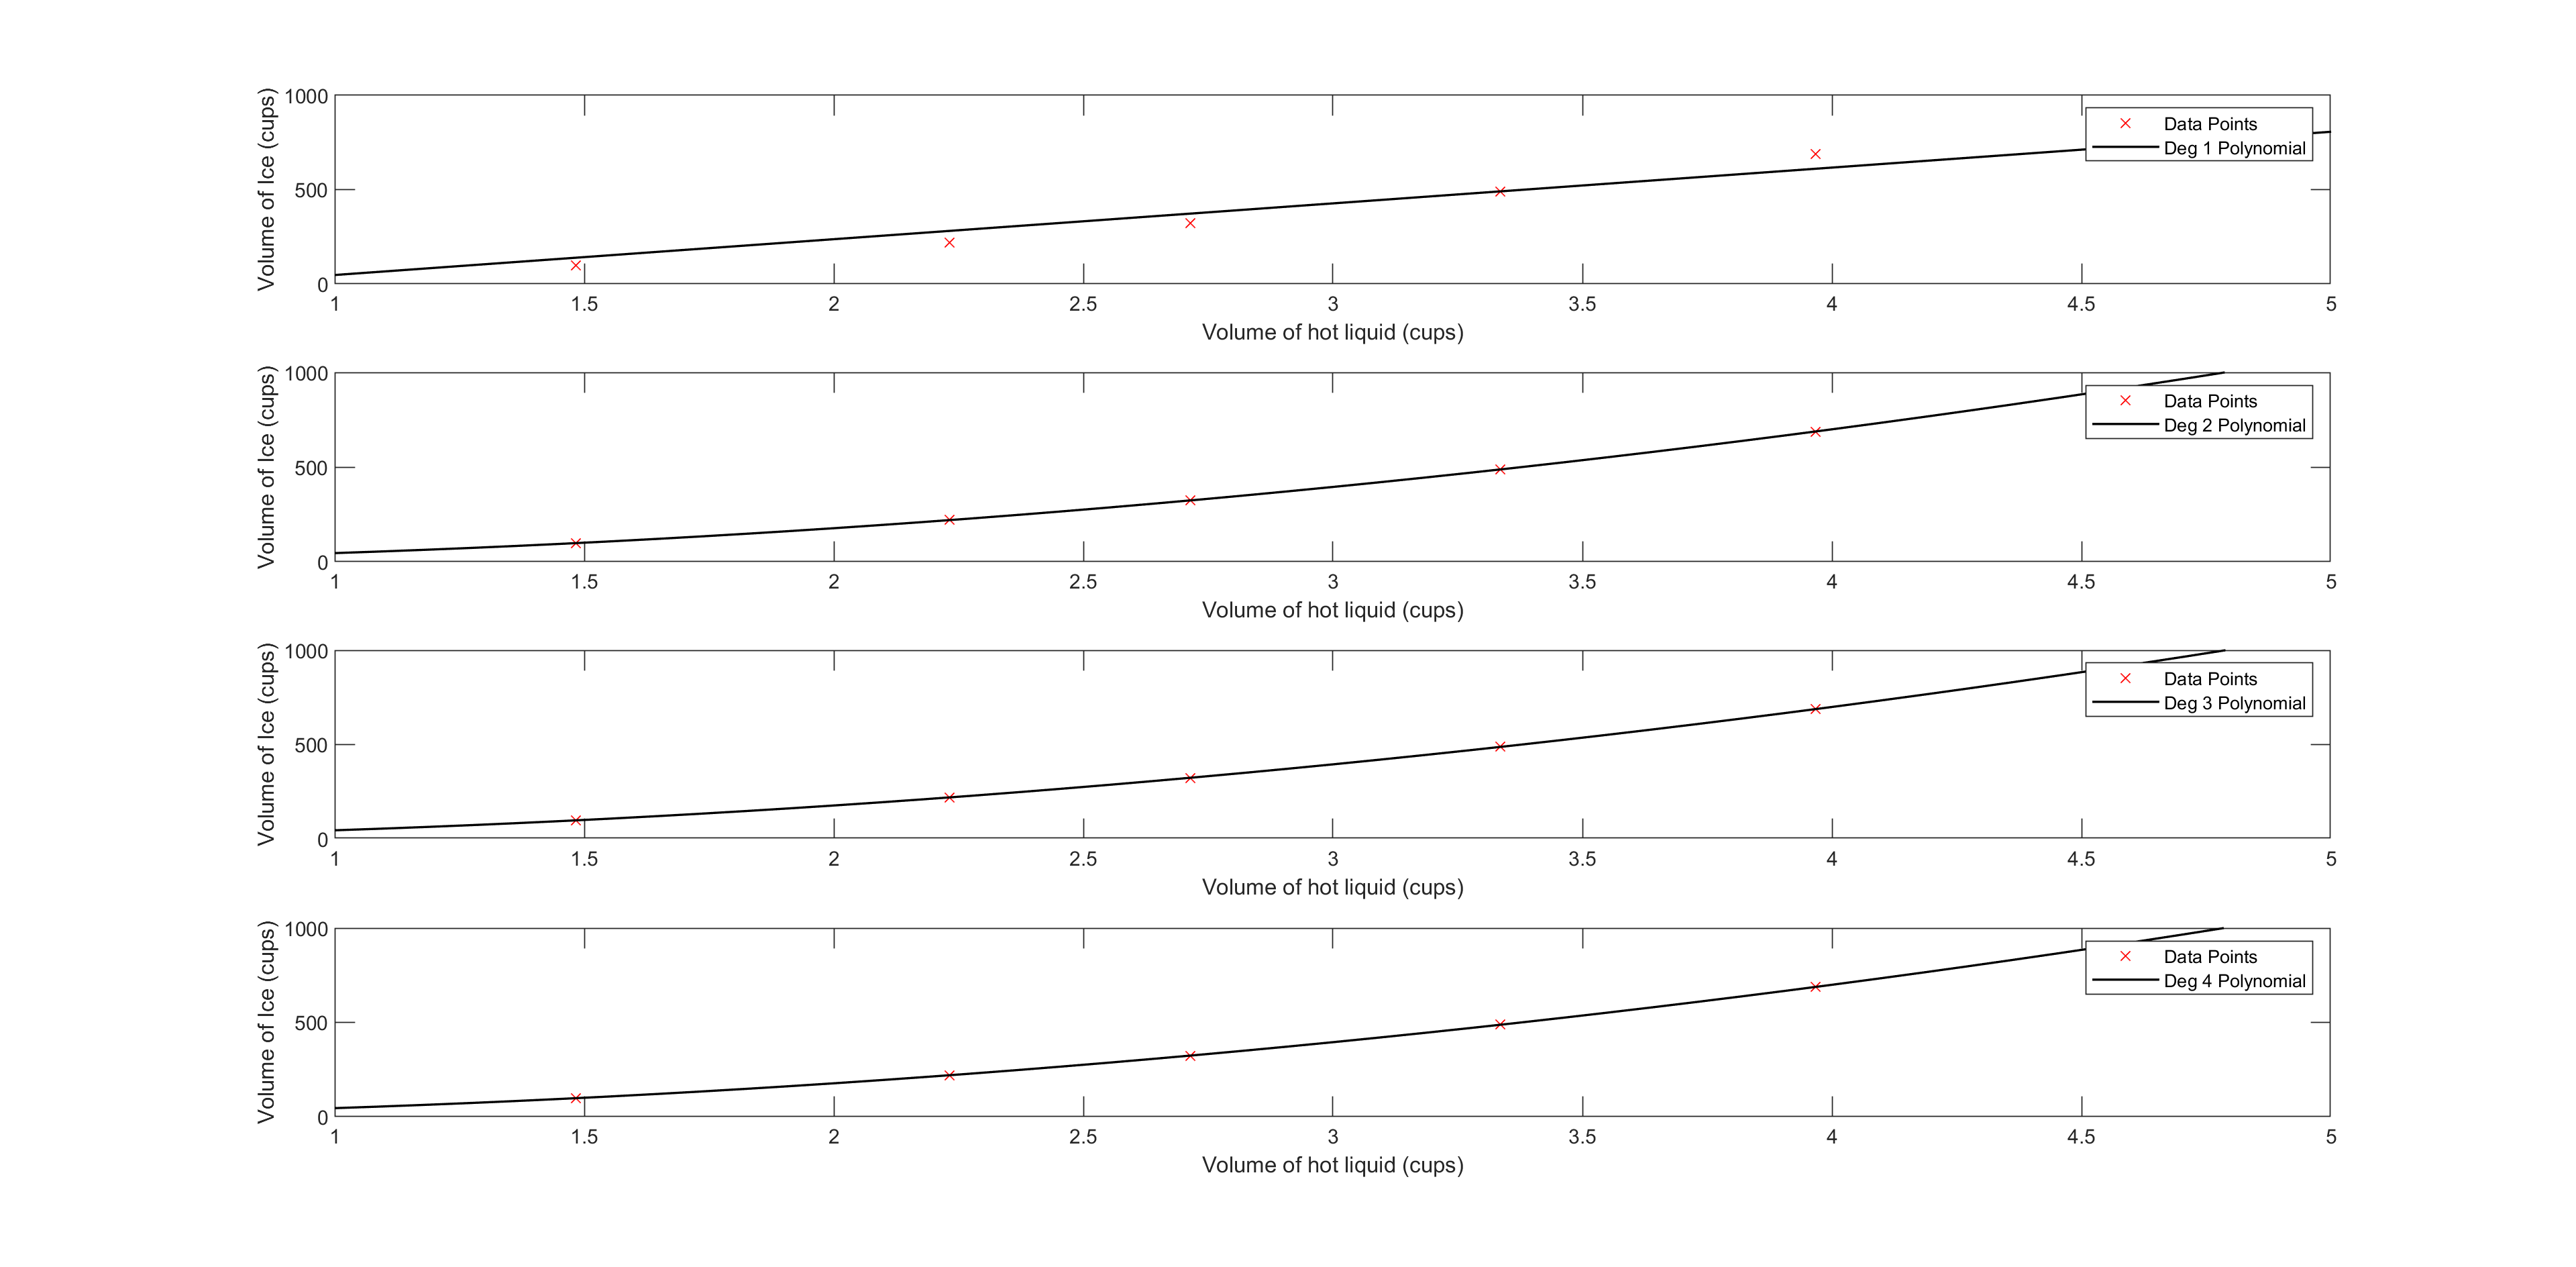 1000
500
0
Volume of Ice (cups)
Data Points
Deg 1 Polynomial
1 1.5 2 2.5 3 3.5 4 4.5 5
Volume of hot liquid (cups)
1000
500
0
Volume of Ice (cups)
Data Points
Deg 2 Polynomial
1 1.5 2 2.5 3 3.5 4 4.5 5
Volume of hot liquid (cups)
1000
500
0
Volume of Ice (cups)
Data Points
Deg 3 Polynomial
1 1.5 2 2.5 3 3.5 4 4.5 5
Volume of hot liquid (cups)
1000
500
0
Volume of Ice (cups)
Data Points
Deg 4 Polynomial
1 1.5 2 2.5 3 3.5 4 4.5 5
Volume of hot liquid (cups)